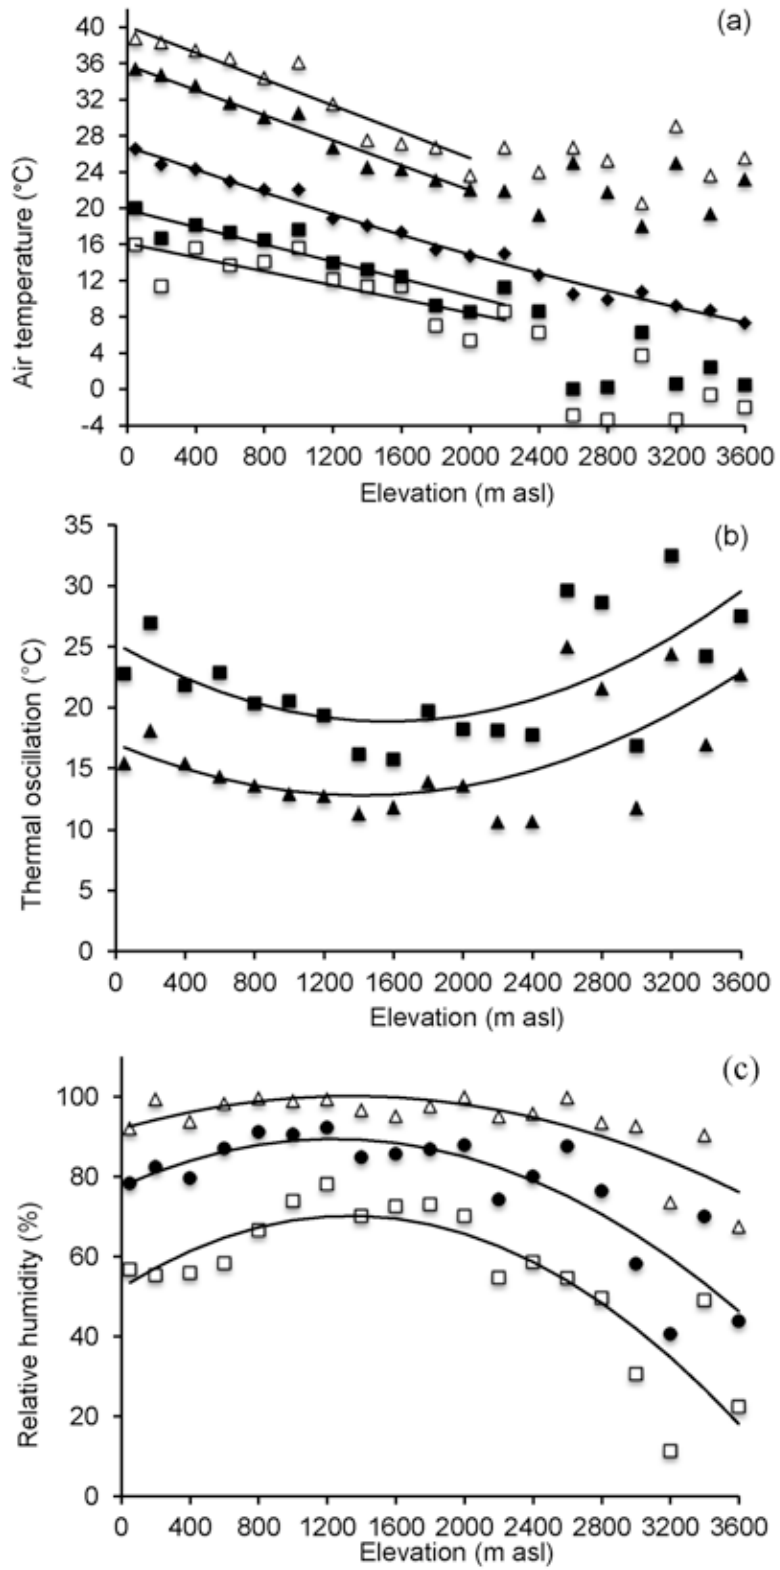 (a)
40
36
32
28
24
20
16
12
8
4
0
-4
Air temperature (°C)
0 400 800 1200 1600 2000 2400 2800 3200 3600
Elevation (m asl)
(b)
35
30
25
20
15
10
5
0
Thermal oscillation (°C)
0 400 800 1200 1600 2000 2400 2800 3200 3600
Elevation (m asl)
(c)
100
80
60
40
20
0
Relative humidity (%)
0 400 800 1200 1600 2000 2400 2800 3200 3600
Elevation (m asl)